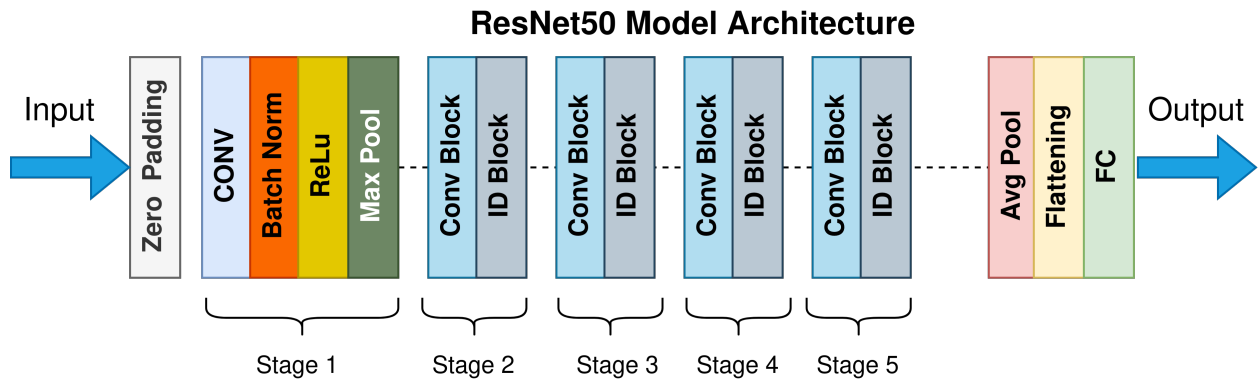 ResNet50 Model Architecture
Input
Zero Padding
CONV
Batch Norm
ReLu
Max Pool
Conv Block
ID Block
Conv Block
ID Block
Conv Block
ID Block
Conv Block
ID Block
Avg Pool
Flattening
FC
Output
Stage 1
Stage 2
Stage 3
Stage 4
Stage 5